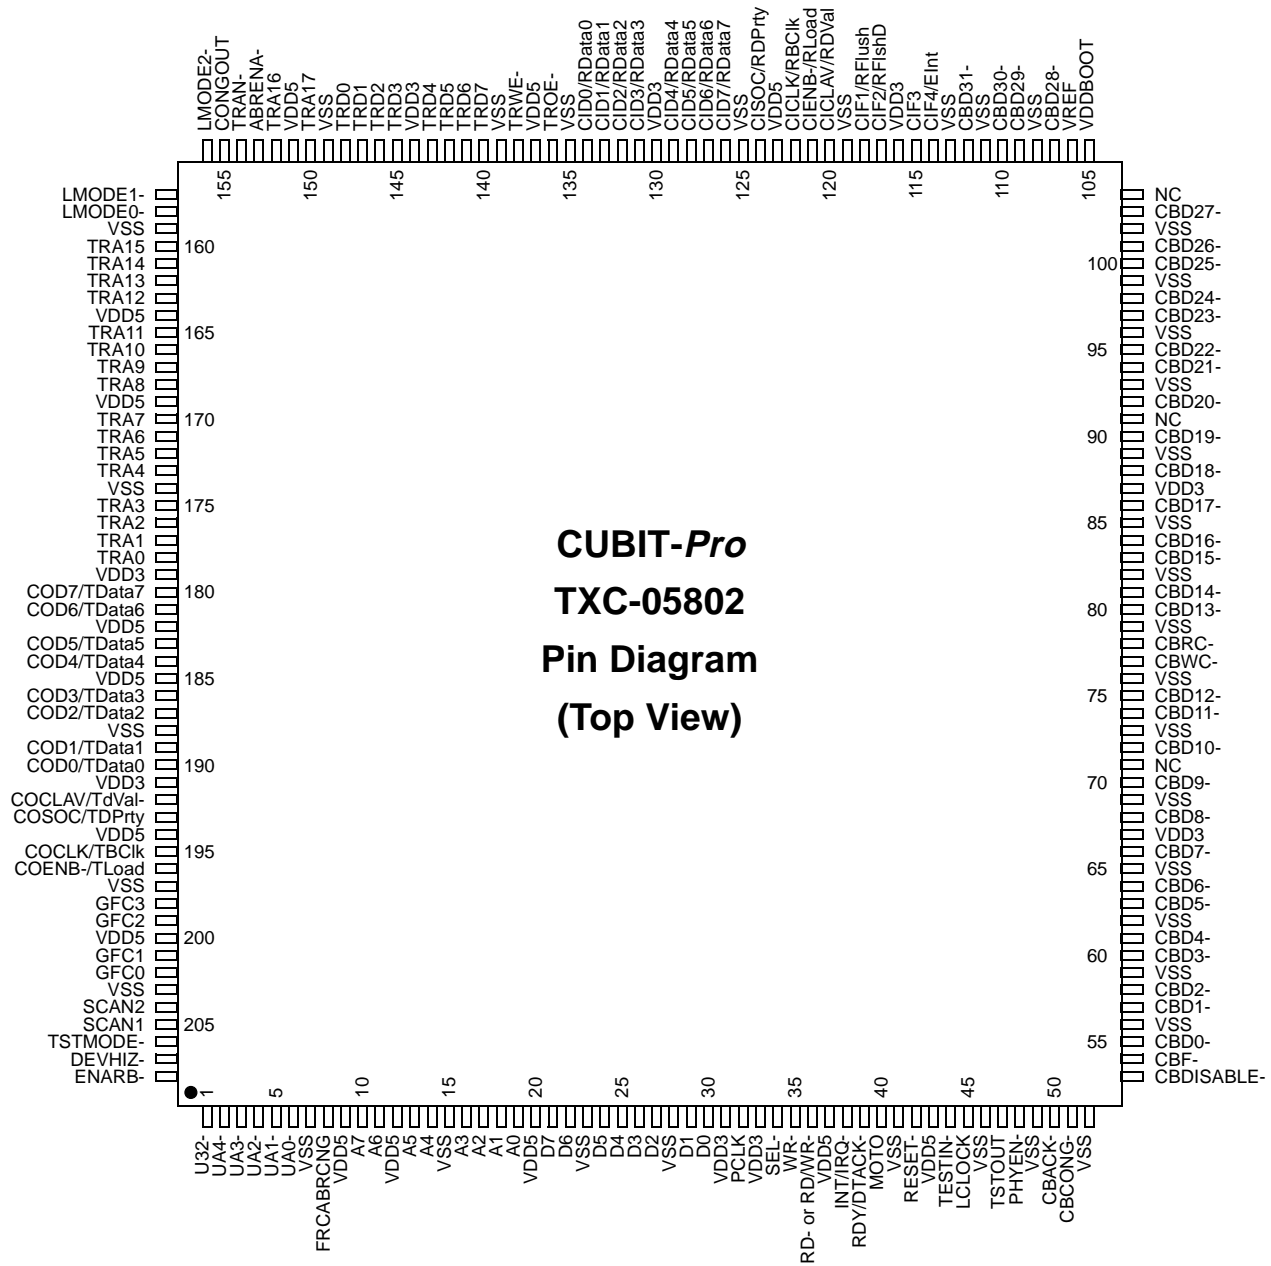 LMODE2-
CONGOUT
TRAN-
ABRENA-
TRA16
VDD5
TRA17
VSS
TRD0
TRD1
TRD2
TRD3
VDD3
TRD4
TRD5
TRD6
TRD7
VSS
TRWE-
VDD5
TROE-
VSS
CID0/RData0
CID1/RData1
CID2/RData2
CID3/RData3
VDD3
CID4/RData4
CID5/RData5
CID6/RData6
CID7/RData7
VSS
CISOC/RDPrty
VDD5
CICLK/RBClk
CIENB-/RLoad
CICLAV/RDVal
VSS
CIF1/RFlush
CIF2/RFlshD
VDD3
CIF3
CIF4/EInt
VSS
CBD31-
VSS
CBD30-
CBD29-
VSS
CBD28-
VREF
VDDBOOT
155
150
145
140
135
130
125
120
115
110
105
LMODE1-
LMODE0-
VSS
TRA15 160
TRA14
TRA13
TRA12
VDD5
TRA11 165
TRA10
TRA9
TRA8
VDD5
TRA7 170
TRA6
TRA5
TRA4
VSS
TRA3 175
TRA2
TRA1
TRA0
VDD3
COD7/TData7 180
COD6/TData6
VDD5
COD5/TData5
COD4/TData4
VDD5 185
COD3/TData3
COD2/TData2
VSS
COD1/TData1
COD0/TData0 190
VDD3
COCLAV/TdVal-
COSOC/TDPrty
VDD5
COCLK/TBClk 195
COENB-/TLoad
VSS
GFC3
GFC2
VDD5 200
GFC1
GFC0
VSS
SCAN2
SCAN1 205
TSTMODE-
DEVHIZ-
ENARB-
CUBIT-Pro
TXC-05802
Pin Diagram
(Top View)
NC
CBD27-
VSS
CBD26-
100 CBD25-
VSS
CBD24-
CBD23-
VSS
95 CBD22-
CBD21-
VSS
CBD20-
NC
90 CBD19-
VSS
CBD18-
VDD3
CBD17-
85 VSS
CBD16-
CBD15-
VSS
CBD14-
80 CBD13-
VSS
CBRC-
CBWC-
VSS
75 CBD12-
CBD11-
VSS
CBD10-
NC
70 CBD9-
VSS
CBD8-
VDD3
CBD7-
65 VSS
CBD6-
CBD5-
VSS
CBD4-
60 CBD3-
VSS
CBD2-
CBD1-
VSS
55 CBD0-
CBF-
CBDISABLE-
1
5
10
15
20
25
30
35
40
45
50
U32-
UA4-
UA3-
UA2-
UA1-
UA0-
VSS
FRCABRCNG
VDD5
A7
A6
VDD5
A5
A4
VSS
A3
A2
A1
A0
VDD5
D7
D6
VSS
D5
D4
D3
D2
VSS
D1
D0
VDD3
PCLK
VDD3
SEL-
WR-
RD- or RD/WR-
VDD5
INT/IRQ-
RDY/DTACK-
MOTO
VSS
RESET-
VDD5
TESTIN-
LCLOCK
VSS
TSTOUT
PHYEN-
VSS
CBACK-
CBCONG-
VSS